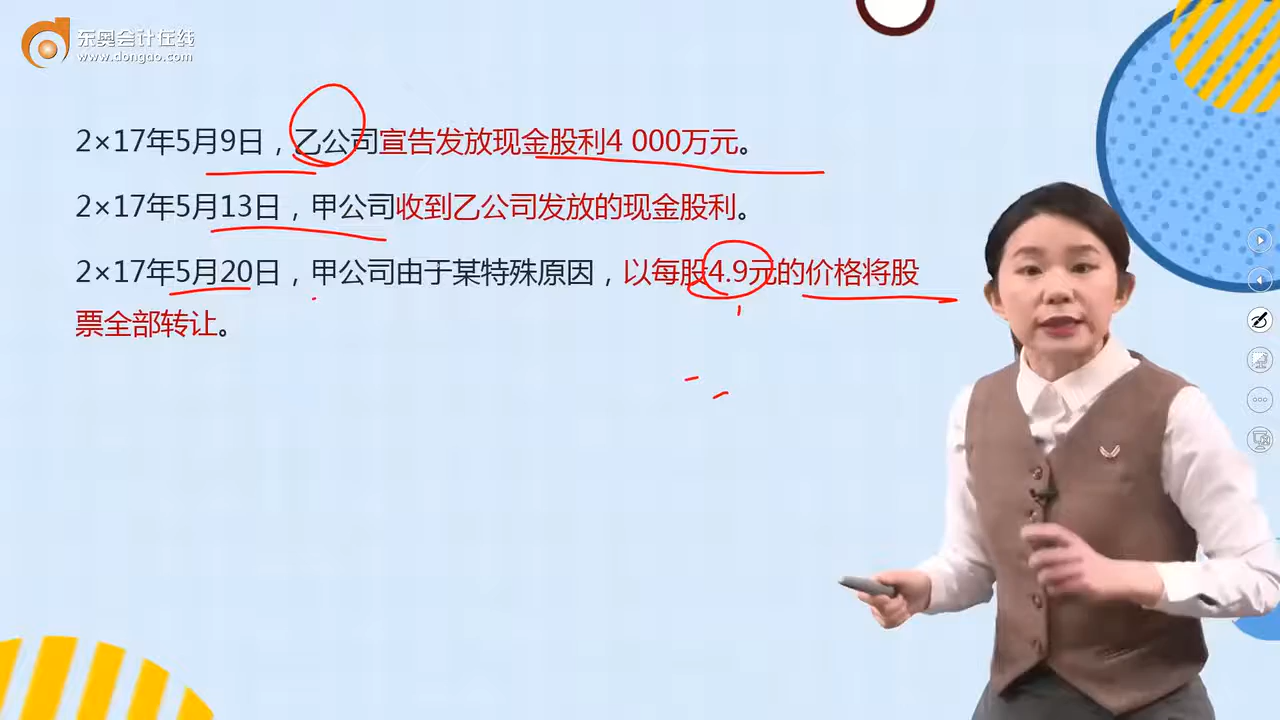 东奥会计在线
www.dongao.com
2×17年5月9日，乙公司宣告发放现金股利4 000万元。
2×17年5月13日，甲公司收到乙公司发放的现金股利。
2×17年5月20日，甲公司由于某特殊原因，以每股4.9元的价格将股
票全部转让。